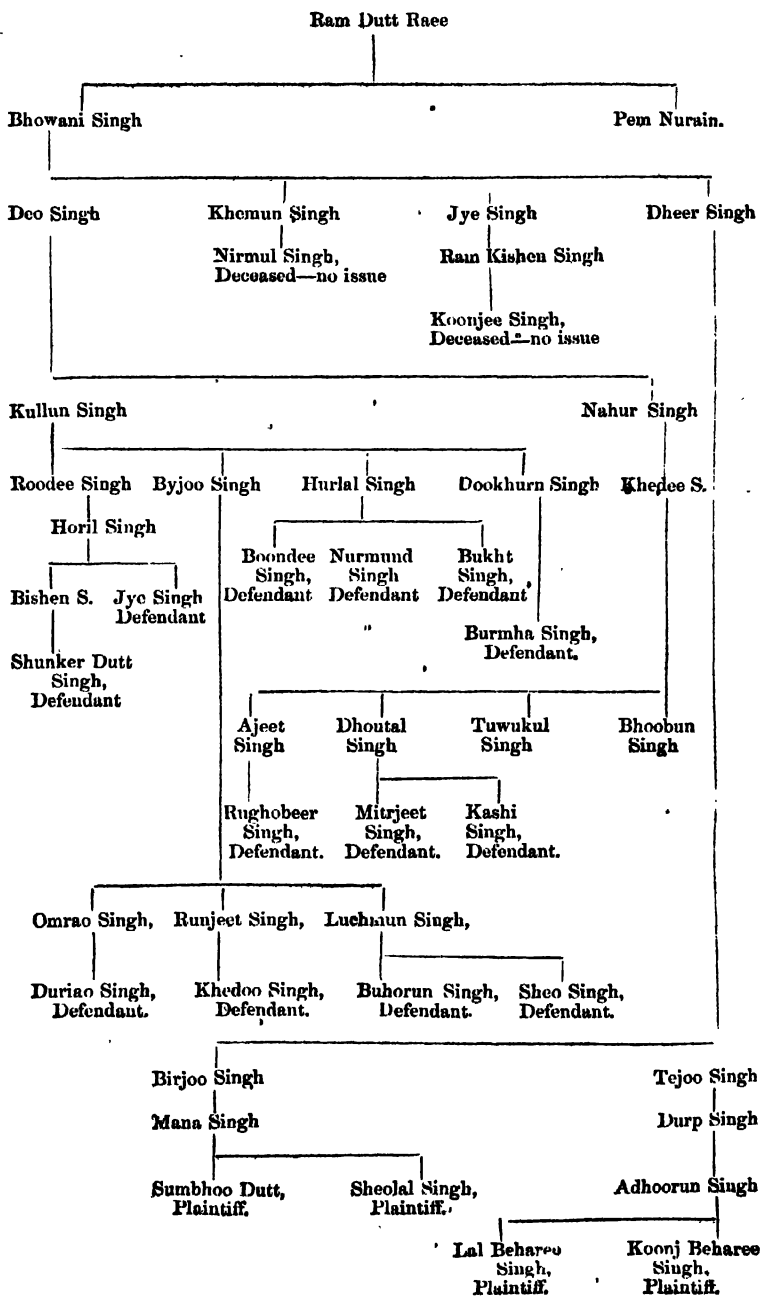 Ram Dutt Raee
Bhowani Singh Pem Nurain.
Deo Singh Khemun Singh Jye Singh Dheer Singh
Nirmul Singh, Ram Kishen Singh
Deceased—no issue
Koonjee Singh,
Deceased—no issue
Kullun Singh Nahur Singh
Roodee Singh Byjoo Singh Hurlal Singh Dookhurn Singh Khedee S.
Horil Singh
Boondee Nurmund Bukht
Singh, Singh Singh,
Defendant Defendant Defendant
Bishen S. Jye Singh
Defendant
Burmha Singh,
Defendant.
Shunker Dutt
Singh,
Defendant
Ajeet Dhoutal Tuwukul Bhoobun
Singh Singh Singh Singh
Rughobeer Mitrjeet Kashi
Singh, Singh, Singh,
Defendant. Defendant. Defendant.
Omrao Singh, Runjeet Singh, Luchmun Singh,
Duriao Singh, Khedoo Singh, Buhorun Singh, Sheo Singh,
Defendant. Defendant. Defendant. Defendant.
Birjoo Singh Tejoo Singh
Mana Singh Durp Singh
Sumbhoo Dutt, Sheolal Singh, Adhoorun Singh
Plaintiff. Plaintiff.
Lal Beharee Koonj Beharee
Singh, Singh,
Plaintiff. Plaintiff.